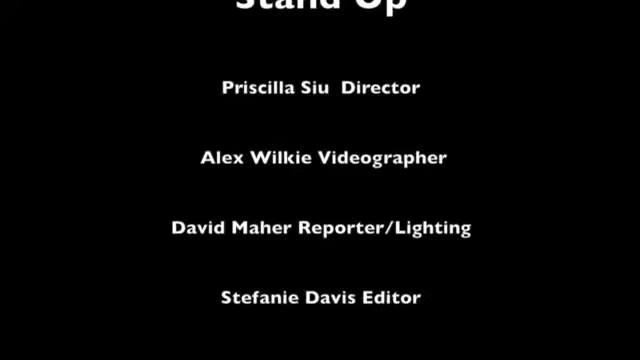 Stand Up
Priscilla Siu  Director
Alex Wilkie Videographer
David Maher Reporter/Lighting
Stefanie Davis Editor